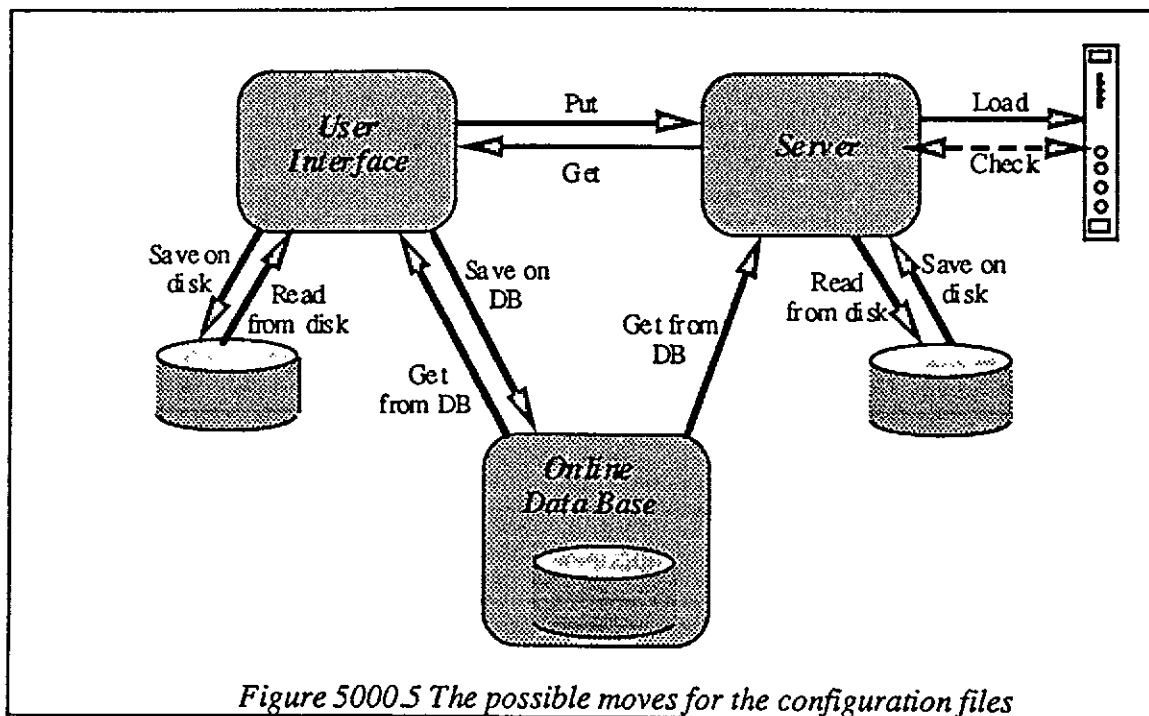 User
Interface
Put
Get
Server
Load
Check
Save on
disk
Read
from disk
Save on
DB
Get
from DB
Get from
DB
Read
from disk
Save on
disk
Online
Data Base
Figure 5000.5 The possible moves for the configuration files